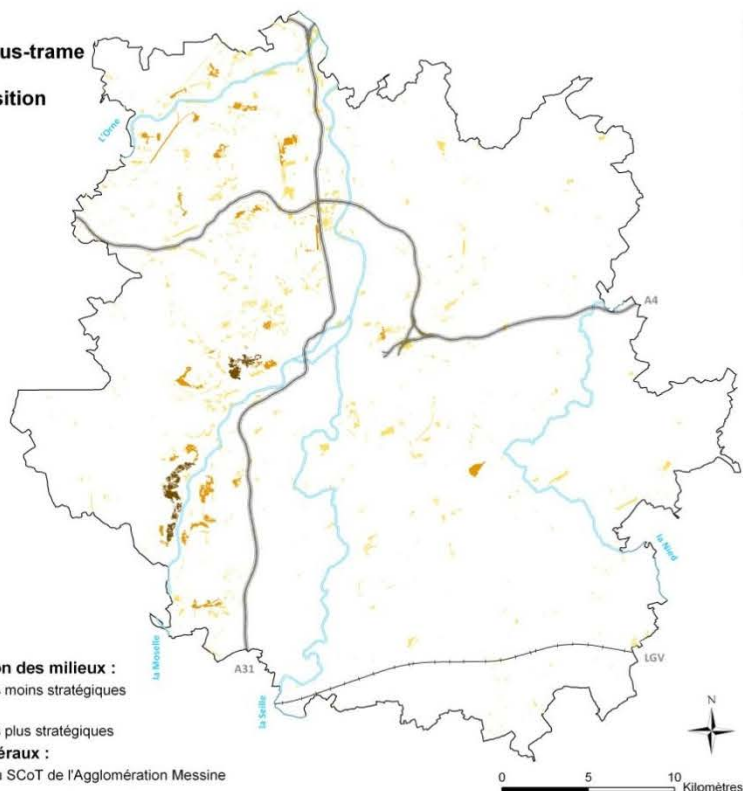 us-trame
sition
l'Orne
A4
la Nied
la Moselle
A31
la Seille
LGV
on des milieux :
s moins stratégiques
s plus stratégiques
éraux :
u SCoT de l'Agglomération Messine
N
0 5 10
Kilomètres